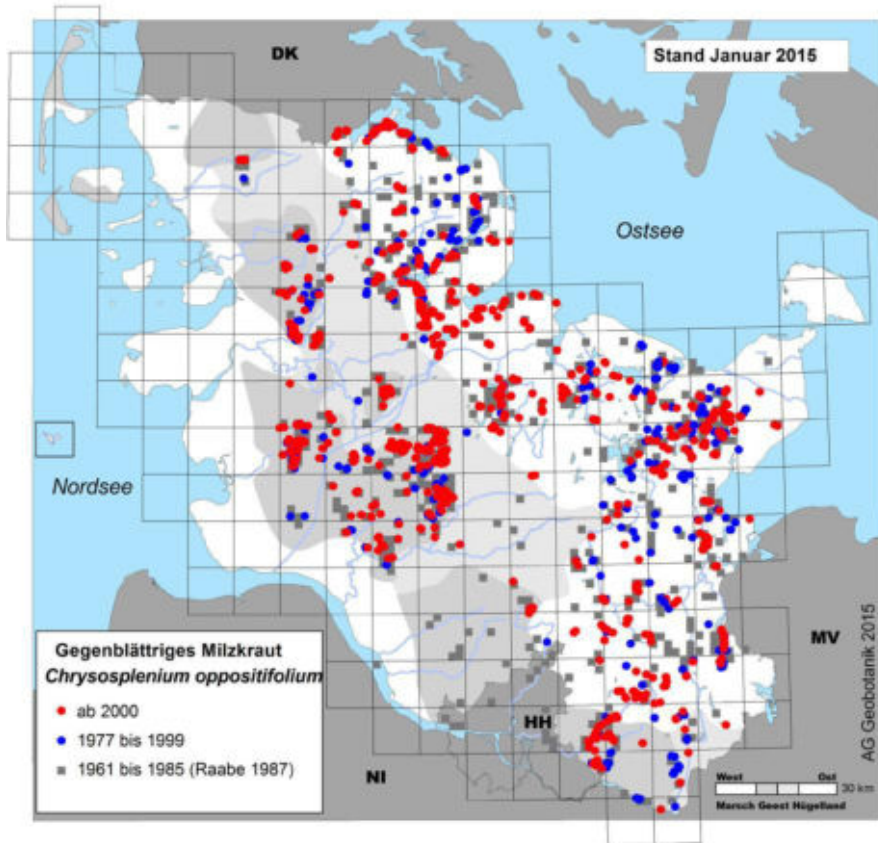 DK
Stand Januar 2015
Ostsee
Nordsee
Gegenblättriges Milzkraut
Chrysosplenium oppositifolium
ab 2000
1977 bis 1999
1961 bis 1985 (Raabe 1987)
HH
NI
MV
AG Geobotanik 2015
West Ost
30 km
Marsch Geest Hügelland